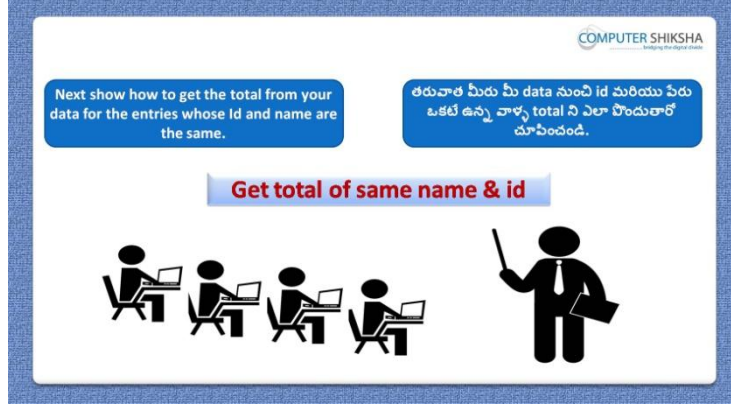 COMPUTER SHIKSHA
bridging the digital divide
Next show how to get the total from your
data for the entries whose Id and name are
the same.
తరువాత మీరు మీ data నుంచి id మరియు పేరు
ఒకటే ఉన్న వాళ్ళ total ని ఎలా పొందుతారో
చూపించండి.
Get total of same name & id